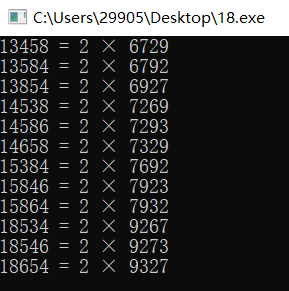 C:\Users\29905\Desktop\18.exe
13458 = 2 × 6729
13584 = 2 × 6792
13854 = 2 × 6927
14538 = 2 × 7269
14586 = 2 × 7293
14658 = 2 × 7329
15384 = 2 × 7692
15846 = 2 × 7923
15864 = 2 × 7932
18534 = 2 × 9267
18546 = 2 × 9273
18654 = 2 × 9327